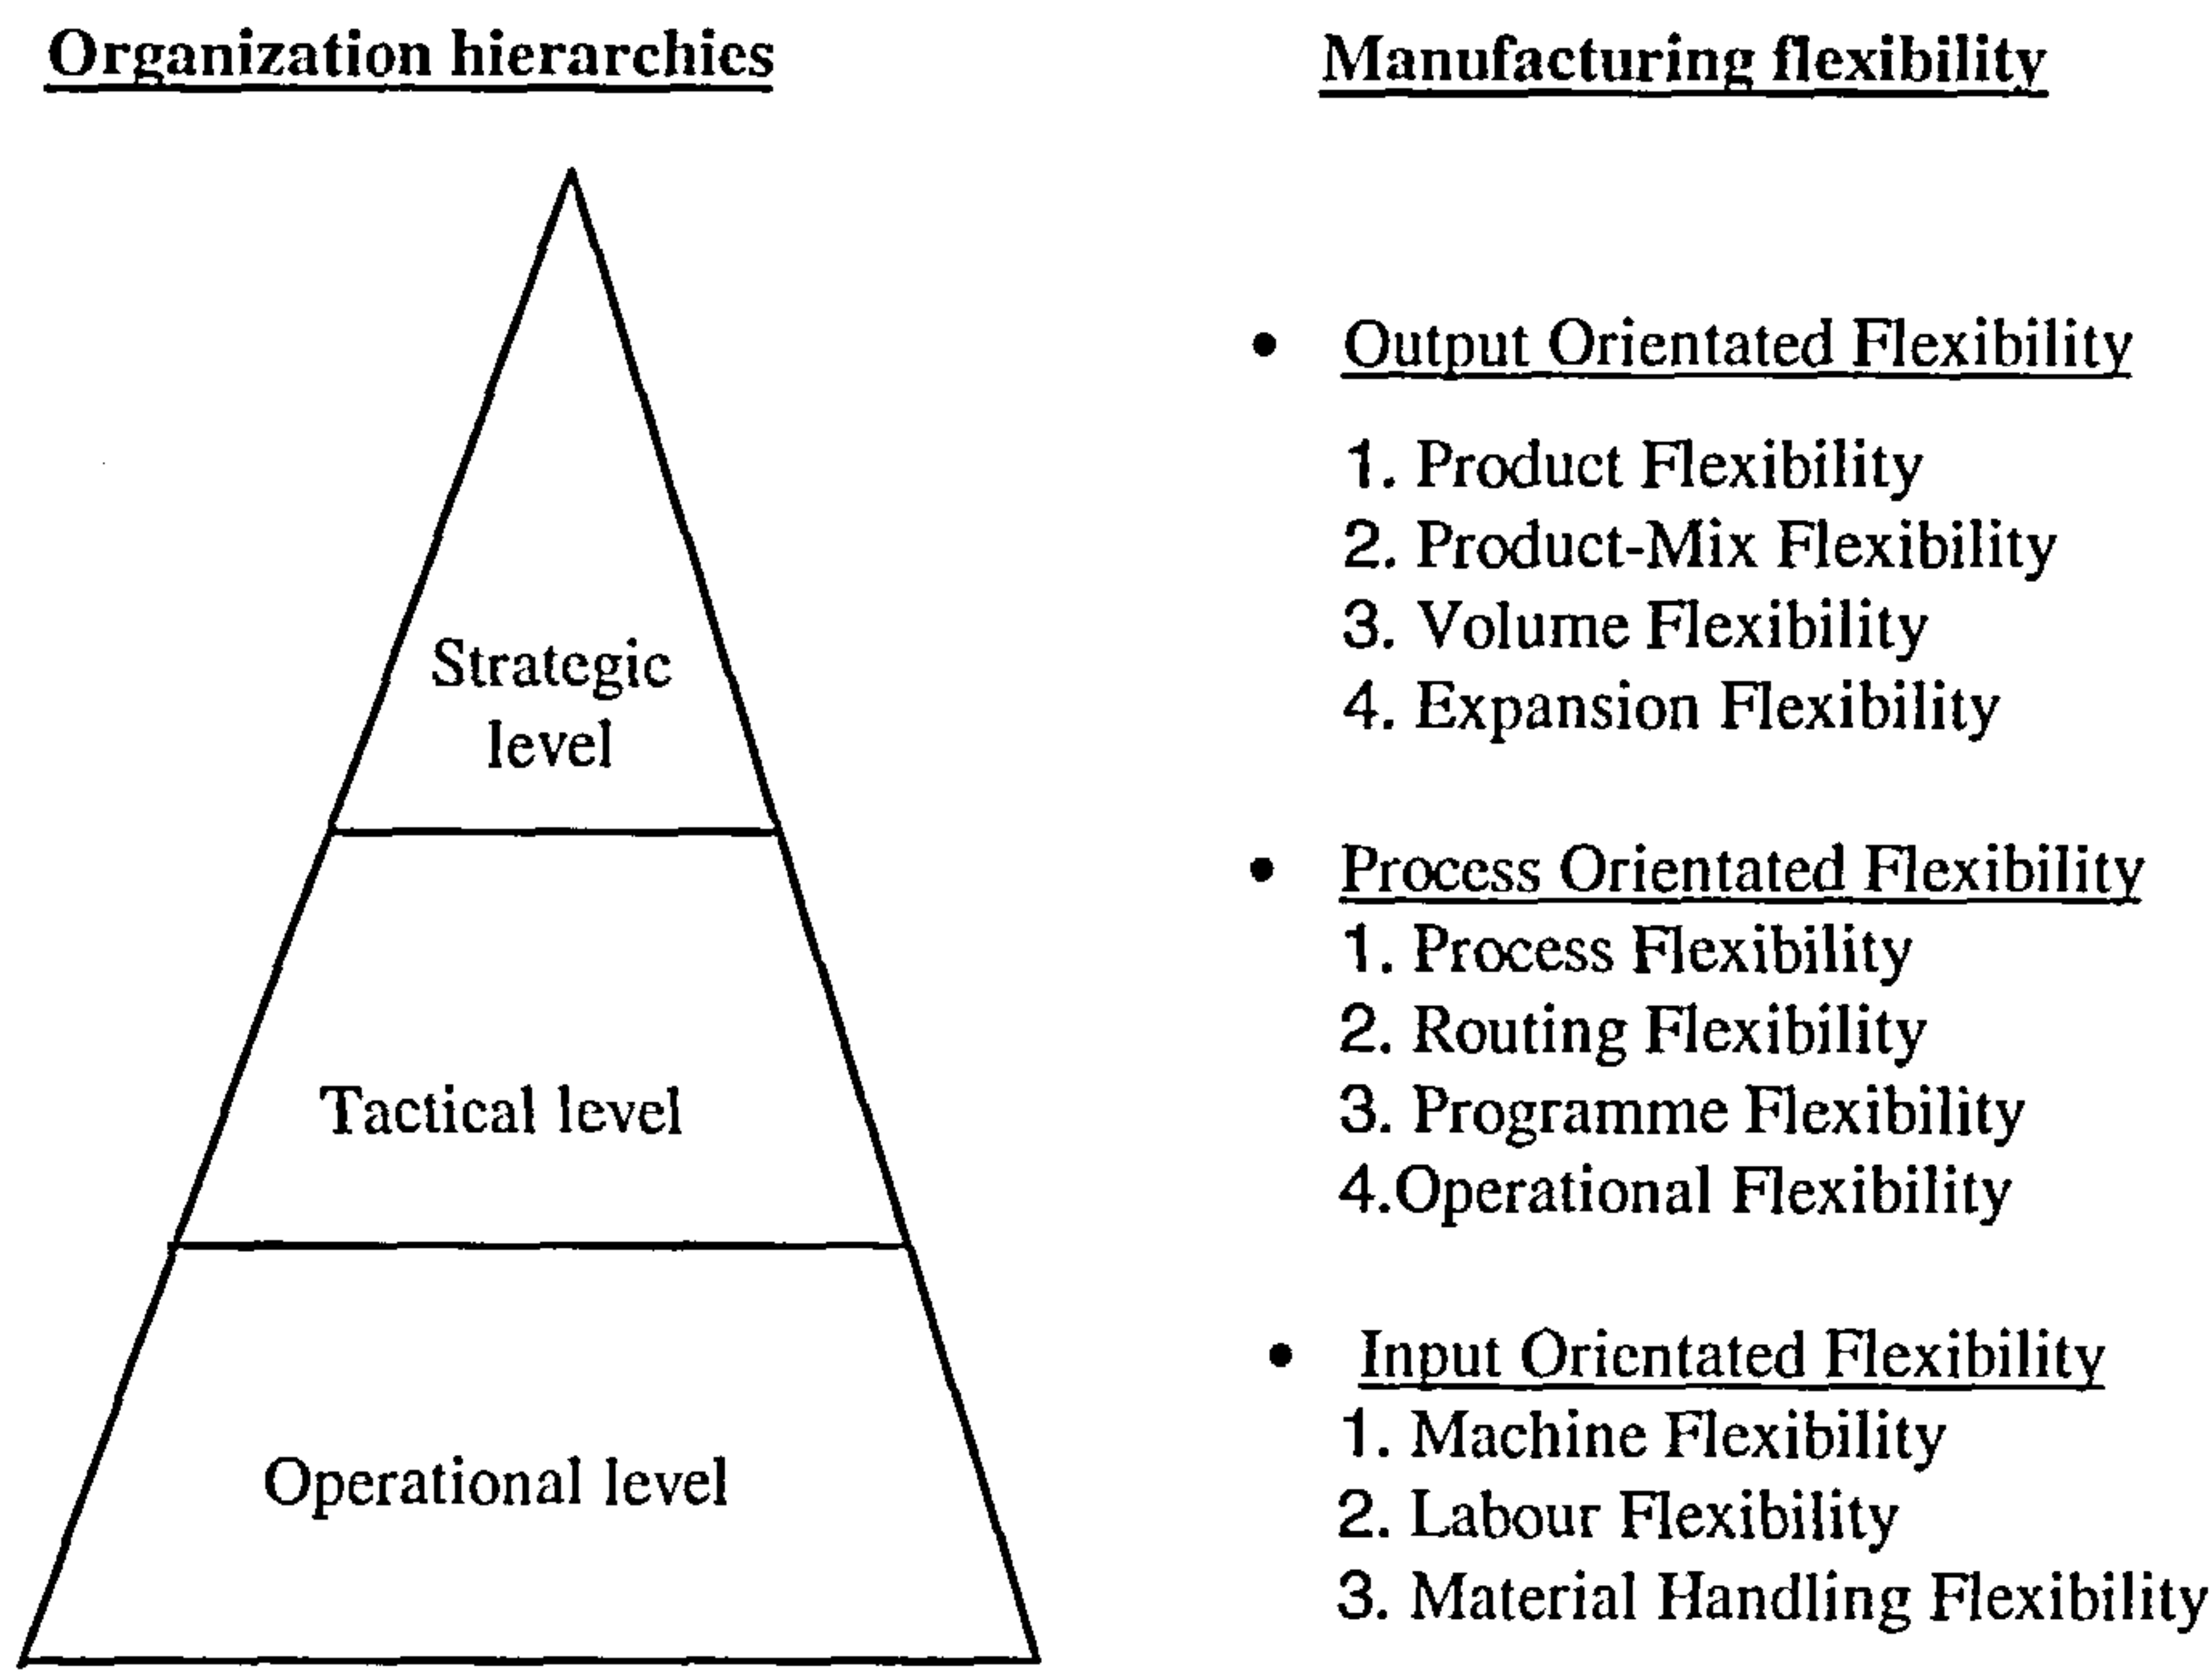 Organization hierarchies
Manufacturing flexibility
Strategic
level
Tactical level
Operational level
• Output Orientated Flexibility
1. Product Flexibility
2. Product-Mix Flexibility
3. Volume Flexibility
4. Expansion Flexibility
• Process Orientated Flexibility
1. Process Flexibility
2. Routing Flexibility
3. Programme Flexibility
4.Operational Flexibility
• Input Orientated Flexibility
1. Machine Flexibility
2. Labour Flexibility
3. Material Handling Flexibility